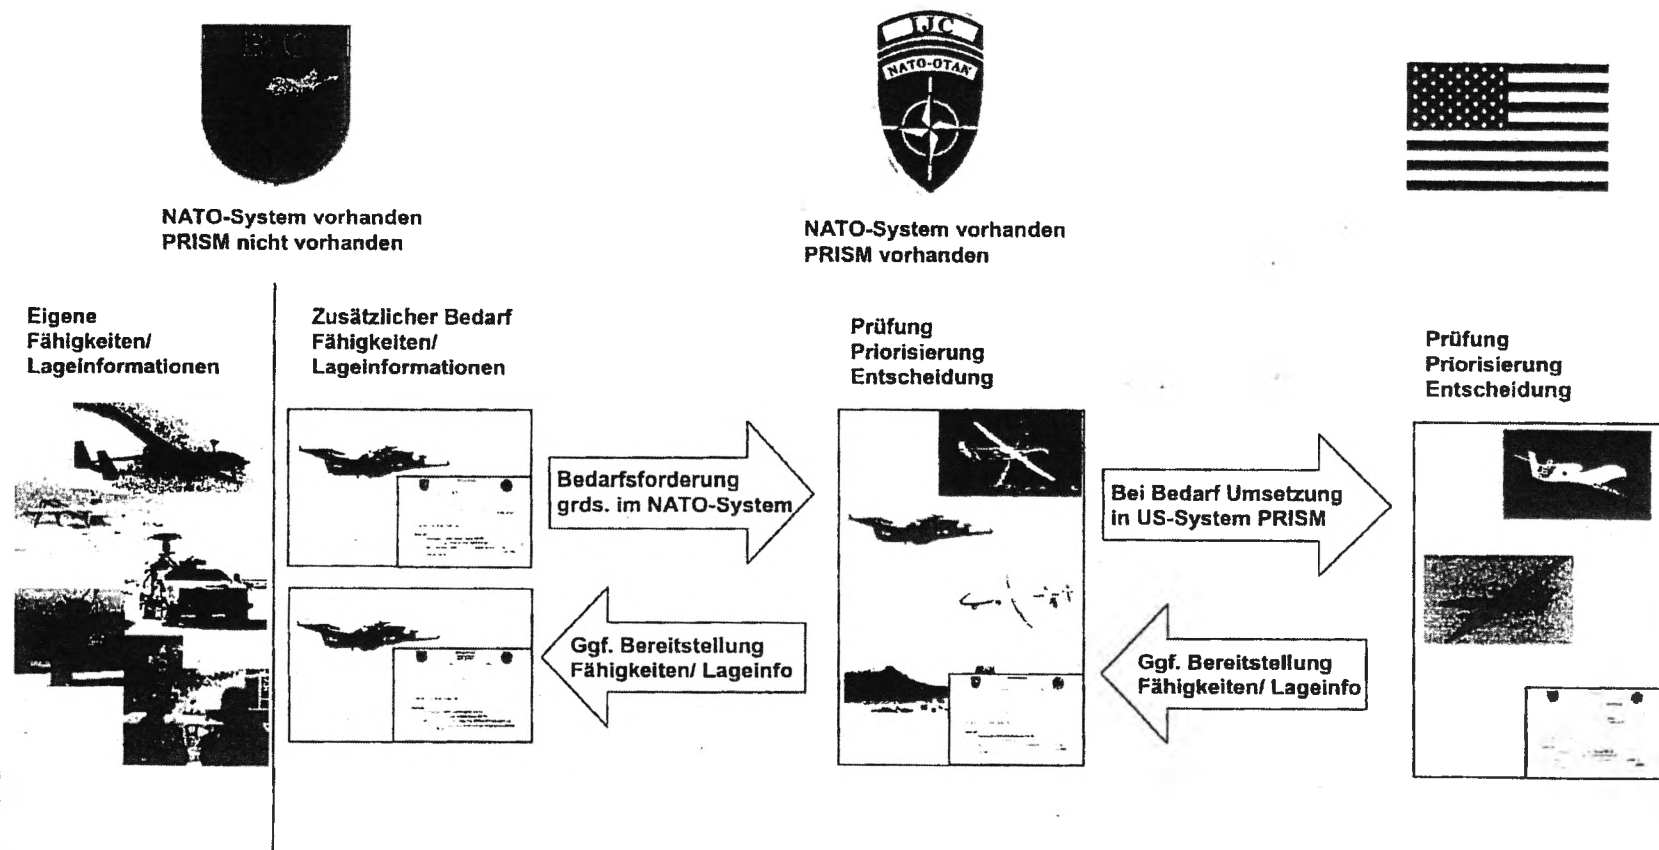 RC
IJC
NATO-OTAN
NATO-System vorhanden
PRISM nicht vorhanden
NATO-System vorhanden
PRISM vorhanden
Eigene
Fähigkeiten/
Lageinformationen
Zusätzlicher Bedarf
Fähigkeiten/
Lageinformationen
Prüfung
Priorisierung
Entscheidung
Prüfung
Priorisierung
Entscheidung
Bedarfsforderung
grds. im NATO-System
Bei Bedarf Umsetzung
in US-System PRISM
Ggf. Bereitstellung
Fähigkeiten/ Lageinfo
Ggf. Bereitstellung
Fähigkeiten/ Lageinfo